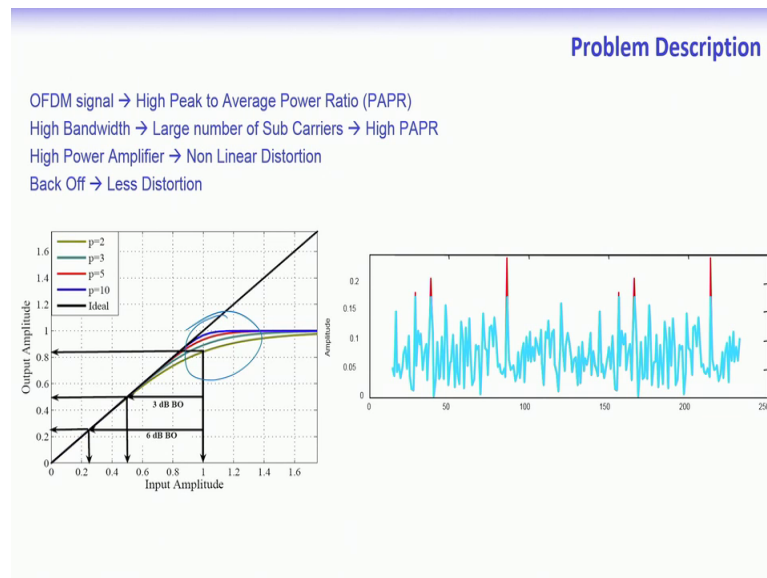 Problem Description
OFDM signal → High Peak to Average Power Ratio (PAPR)
High Bandwidth → Large number of Sub Carriers → High PAPR
High Power Amplifier → Non Linear Distortion
Back Off → Less Distortion
p=2
p=3
p=5
p=10
Ideal
Output Amplitude
1.6
1.4
1.2
1
0.8
0.6
0.4
0.2
0
3 dB BO
6 dB BO
0 0.2 0.4 0.6 0.8 1 1.2 1.4 1.6
Input Amplitude
Amplitude
0.2
0.15
0.1
0.05
0
0 50 100 150 200 25